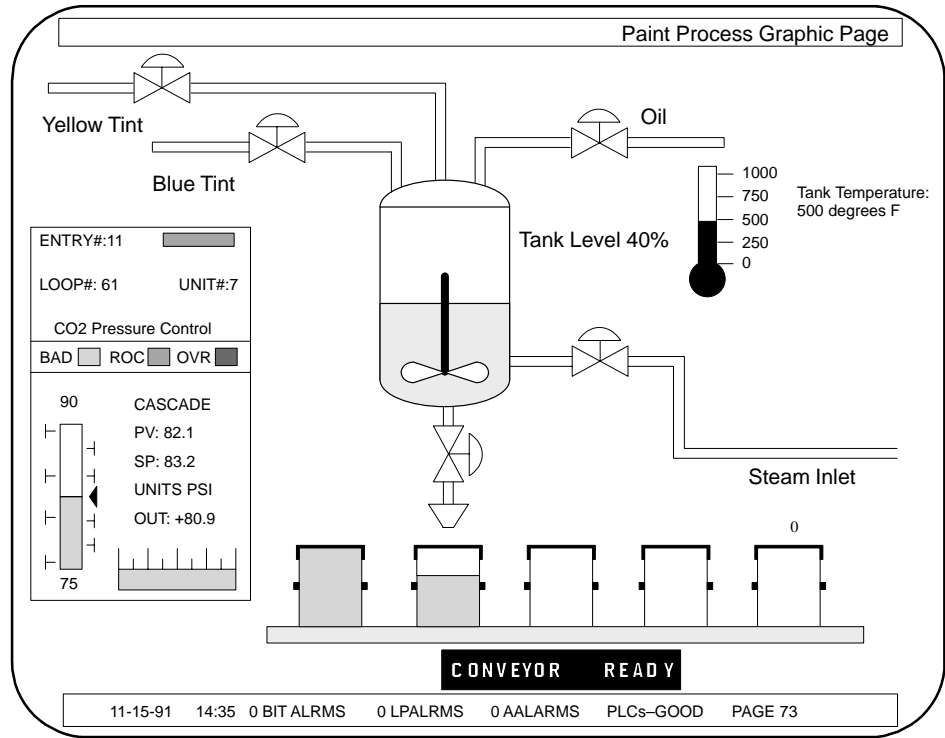 Paint Process Graphic Page
Yellow Tint
Blue Tint
Oil
1000
750
500
250
0
Tank Temperature:
500 degrees F
Tank Level 40%
ENTRY#:11
LOOP#: 61 UNIT#:7
CO2 Pressure Control
BAD ROC OVR
90
CASCADE
PV: 82.1
SP: 83.2
UNITS PSI
OUT: +80.9
75
Steam Inlet
0
CONVEYOR READY
11-15-91 14:35 0 BIT ALRMS 0 LPALRMS 0 AALARMS PLCs–GOOD PAGE 73